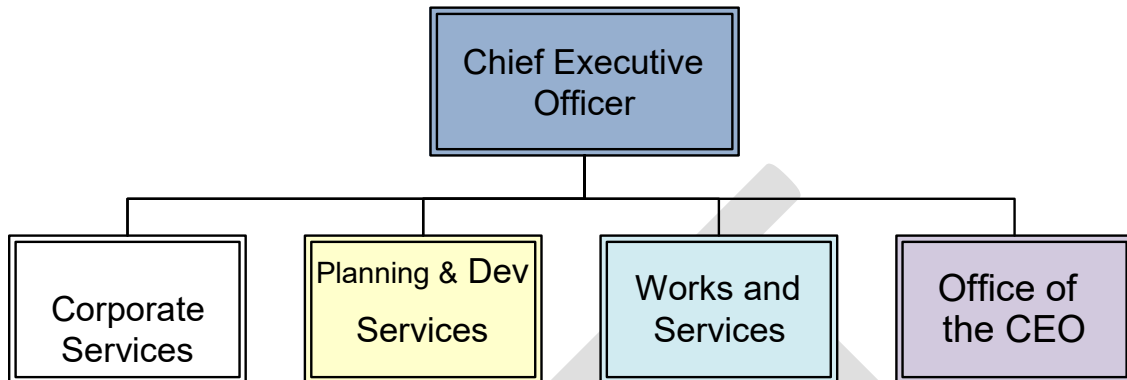 Chief Executive
Officer
Corporate
Services
Planning & Dev
Services
Works and
Services
Office of
the CEO